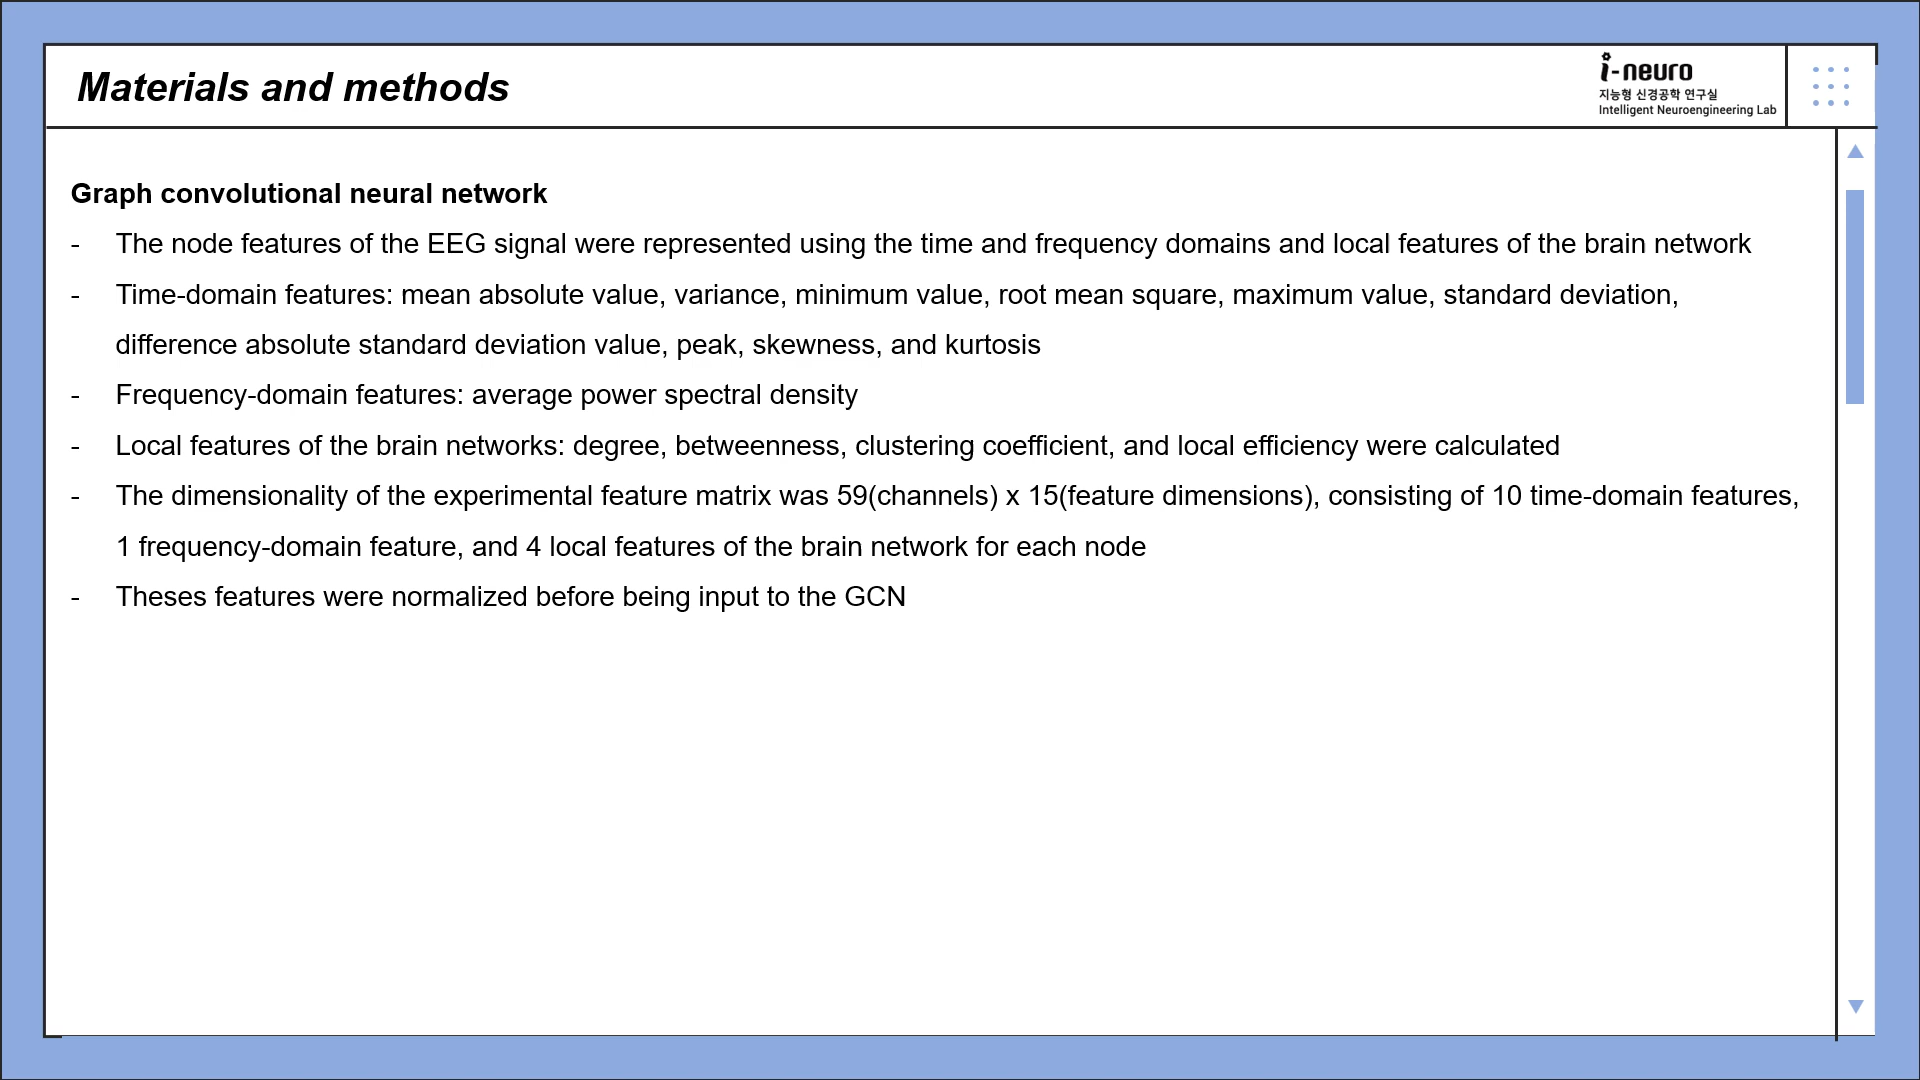 Materials and methods
i-neuro
지능형 신경공학 연구실
Intelligent Neuroengineering Lab
Graph convolutional neural network
- The node features of the EEG signal were represented using the time and frequency domains and local features of the brain network
- Time-domain features: mean absolute value, variance, minimum value, root mean square, maximum value, standard deviation,
difference absolute standard deviation value, peak, skewness, and kurtosis
- Frequency-domain features: average power spectral density
- Local features of the brain networks: degree, betweenness, clustering coefficient, and local efficiency were calculated
- The dimensionality of the experimental feature matrix was 59(channels) x 15(feature dimensions), consisting of 10 time-domain features,
1 frequency-domain feature, and 4 local features of the brain network for each node
- Theses features were normalized before being input to the GCN